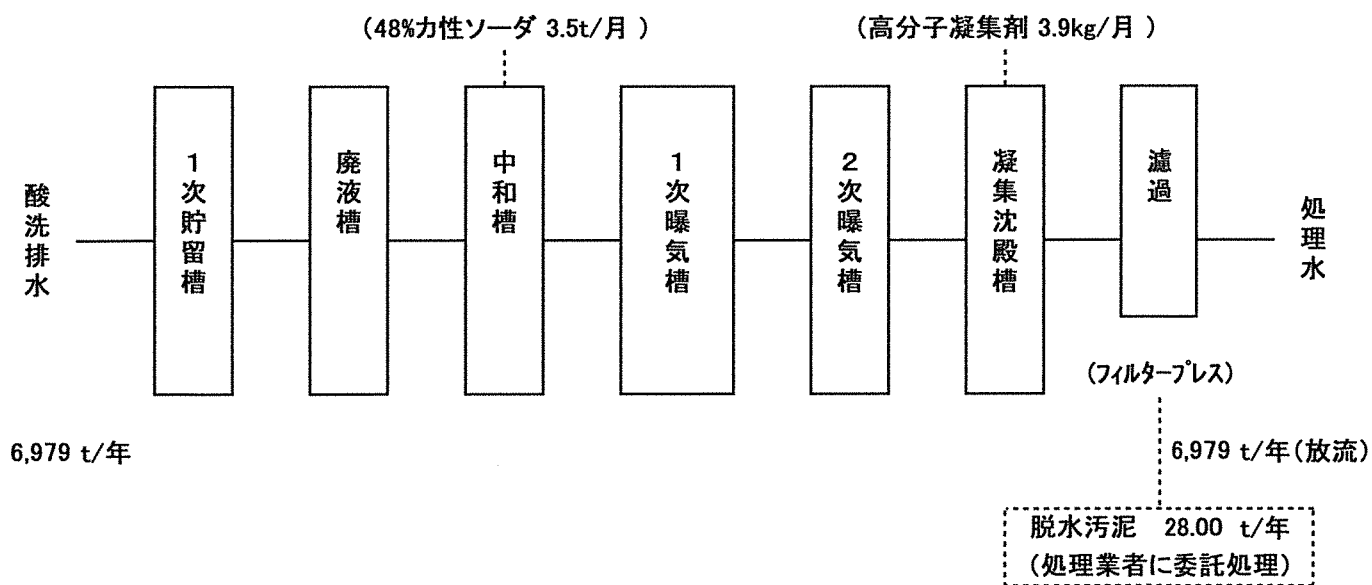 (48%力性ソーダ 3.5t/月 )
(高分子凝集剤 3.9kg/月 )
酸洗排水
1次貯留槽
廃液槽
中和槽
1次曝気槽
2次曝気槽
凝集沈殿槽
濾過
処理水
(フィルタープレス)
6,979 t/年
6,979 t/年(放流)
脱水汚泥 28.00 t/年
(処理業者に委託処理)